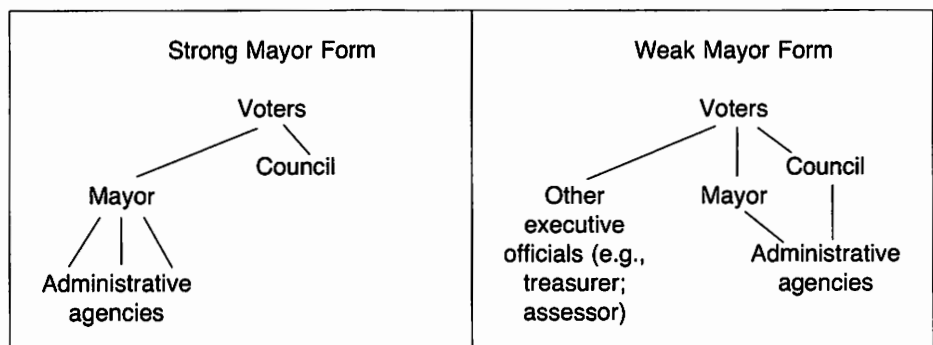 Strong Mayor Form
Voters
Council
Mayor
Administrative
agencies
Weak Mayor Form
Voters
Council
Other
executive
officials (e.g.,
treasurer;
assessor)
Mayor
Administrative
agencies